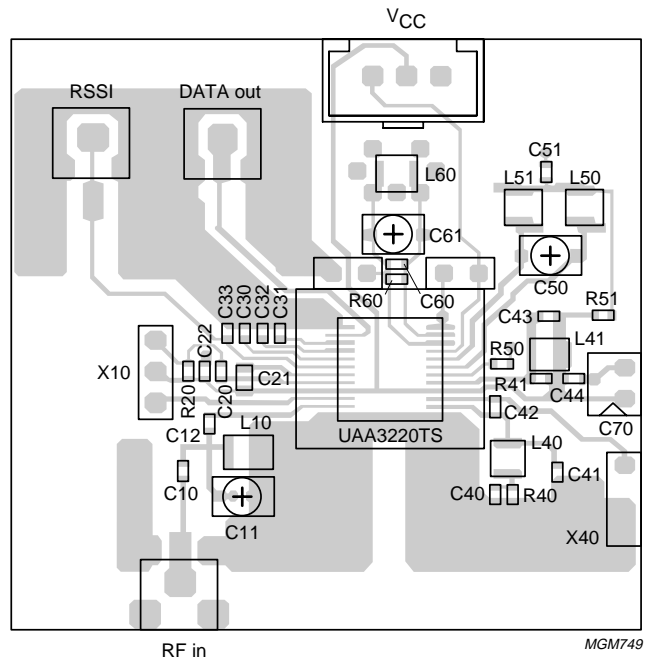 VCC
RSSI
DATA out
L60
C51
L51
L50
C61
C50
R60
C60
C33
C30
C32
C31
C43
R51
L41
R50
X10
C22
R20
C20
C21
R41
C44
C42
C70
C12
L10
UAA3220TS
L40
C10
C41
C40
R40
C11
X40
RF in
MGM749